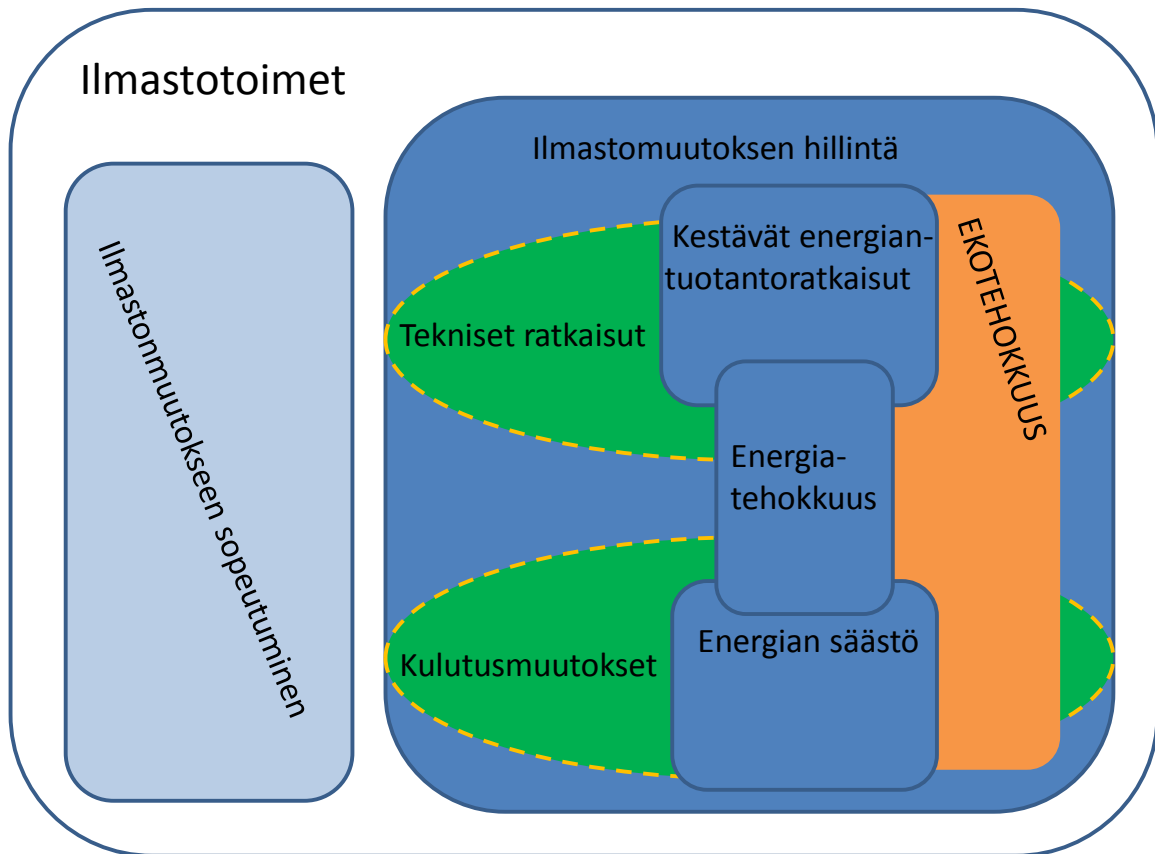 Ilmastotoimet
Ilmastonmuutokseen sopeutuminen
Ilmastomuutoksen hillintä
Kestävät energian-
tuotantoratkaisut
EKOTEHOKKUUS
Tekniset ratkaisut
Energia-
tehokkuus
Energian säästö
Kulutusmuutokset